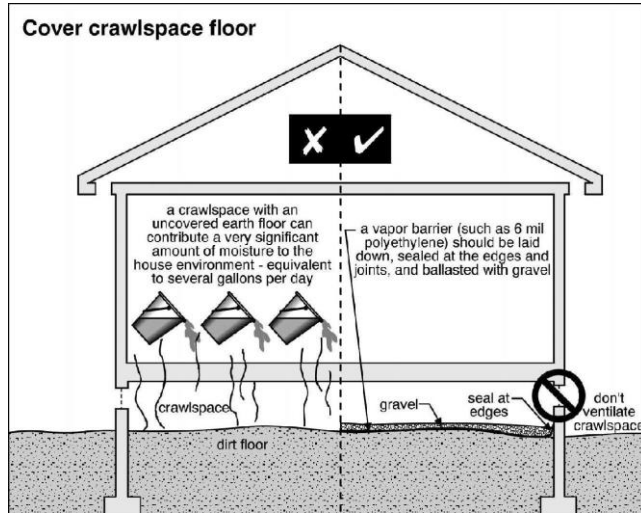 Cover crawlspace floor
a crawlspace with an
uncovered earth floor can
contribute a very significant
amount of moisture to the
house environment - equivalent
to several gallons per day
a vapor barrier (such as 6 mil
polyethylene) should be laid
down, sealed at the edges and
joints, and ballasted with gravel
crawlspace
dirt floor
gravel
seal at
edges
don't
ventilate
crawlspace